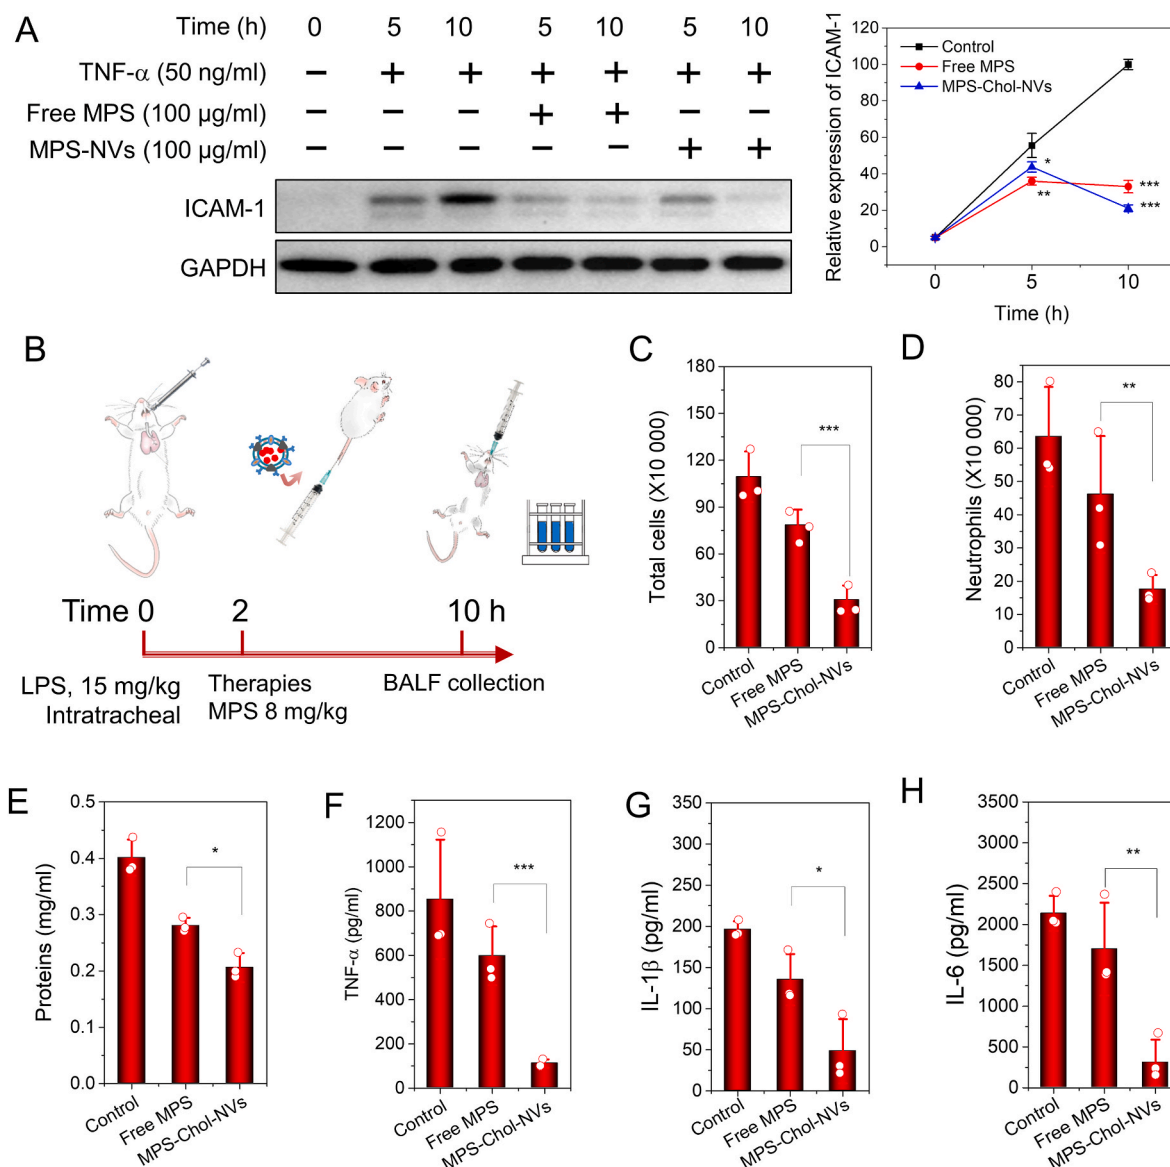 A
Time (h) 0 5 10 5 10 5 10
TNF-α (50 ng/ml) − + + + + + +
Free MPS (100 µg/ml) − − − + + − −
MPS-NVs (100 µg/ml) − − − − − + +
ICAM-1
GAPDH
Relative expression of ICAM-1
120
100
80
60
40
20
0
Control
Free MPS
MPS-Chol-NVs
*
**
***
***
0 5 10
Time (h)
B
Time 0 2 10 h
LPS, 15 mg/kg
Intratracheal
Therapies
MPS 8 mg/kg
BALF collection
C
Total cells (X10 000)
180
150
120
90
60
30
0
***
Control
Free MPS
MPS-Chol-NVs
D
Neutrophils (X10 000)
80
70
60
50
40
30
20
10
0
**
Control
Free MPS
MPS-Chol-NVs
E
Proteins (mg/ml)
0.5
0.4
0.3
0.2
0.1
0.0
*
Control
Free MPS
MPS-Chol-NVs
F
TNF-α (pg/ml)
1200
1000
800
600
400
200
0
***
Control
Free MPS
MPS-Chol-NVs
G
IL-1β (pg/ml)
350
300
250
200
150
100
50
0
*
Control
Free MPS
MPS-Chol-NVs
H
IL-6 (pg/ml)
3500
3000
2500
2000
1500
1000
500
0
**
Control
Free MPS
MPS-Chol-NVs